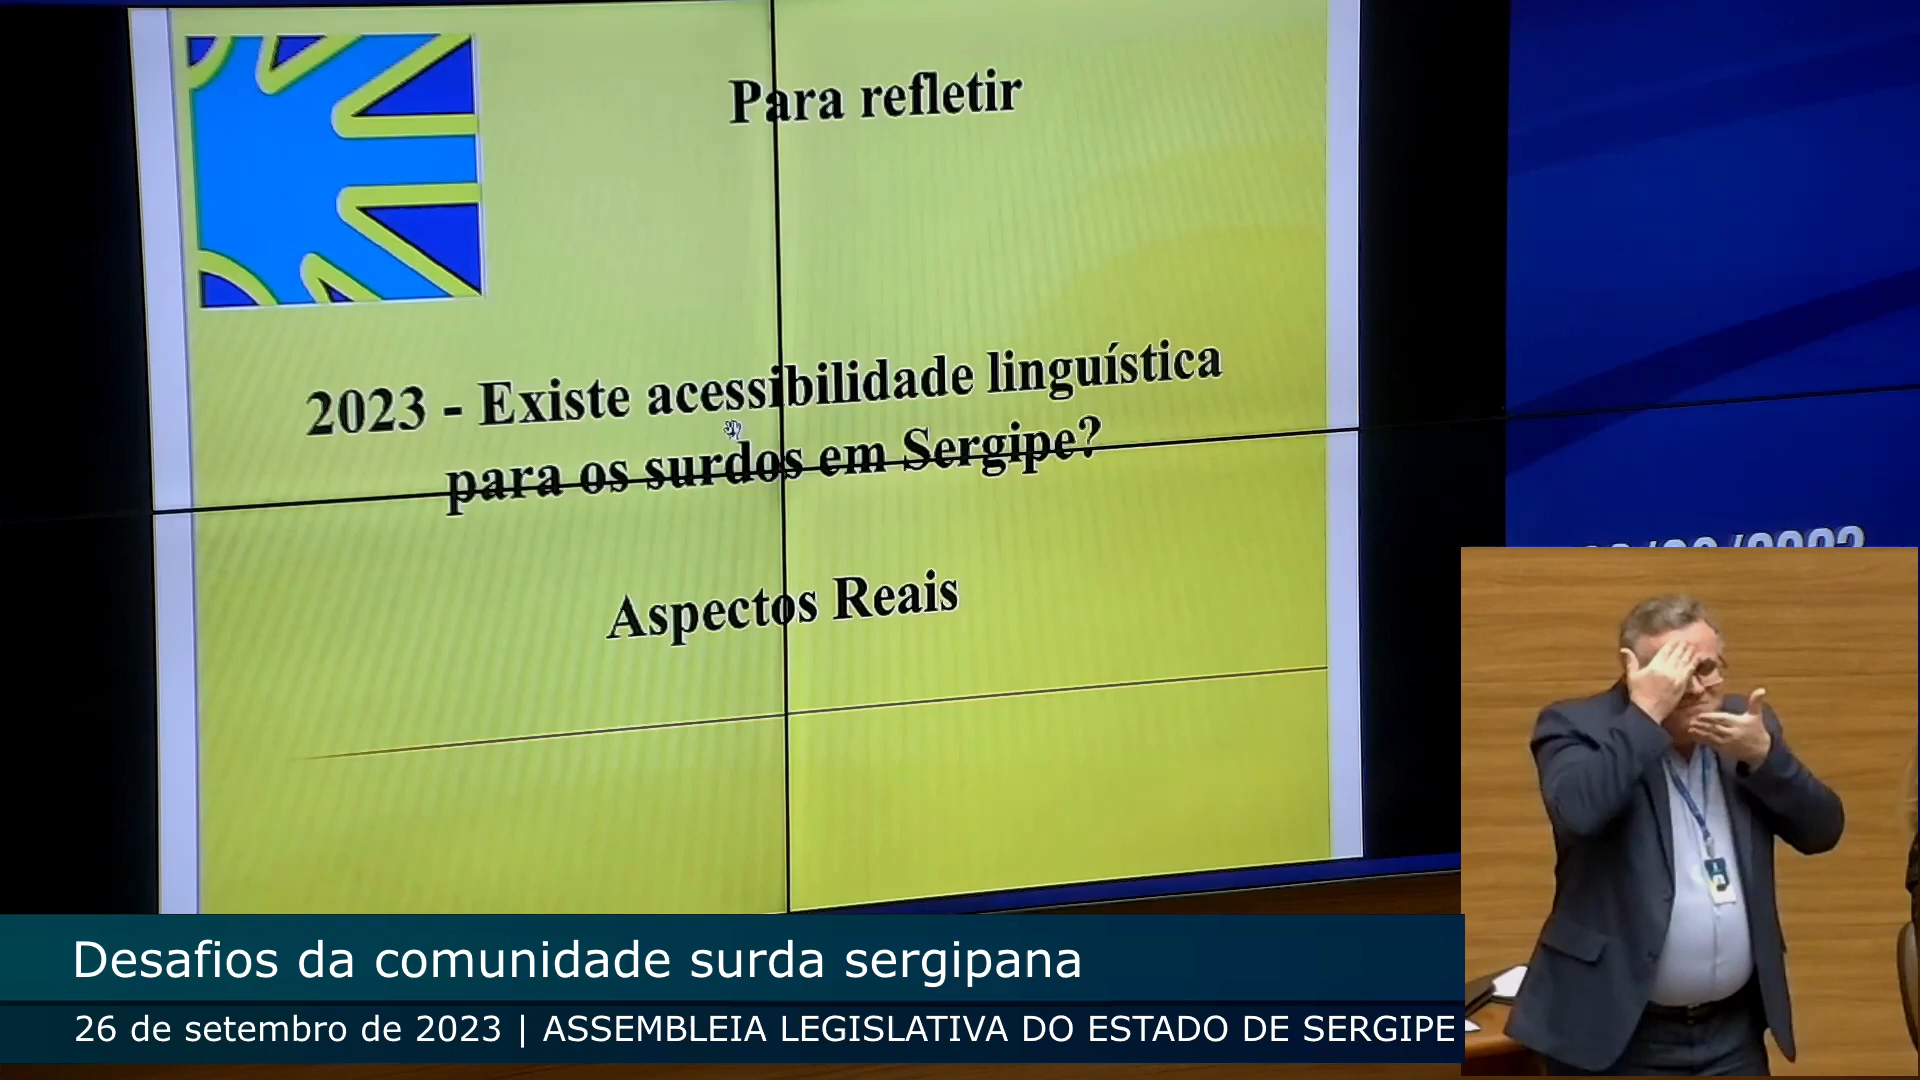 Para refletir
2023 - Existe acessibilidade linguística
para os surdos em Sergipe?
Aspectos Reais
Desafios da comunidade surda sergipana
26 de setembro de 2023 | ASSEMBLEIA LEGISLATIVA DO ESTADO DE SERGIPE